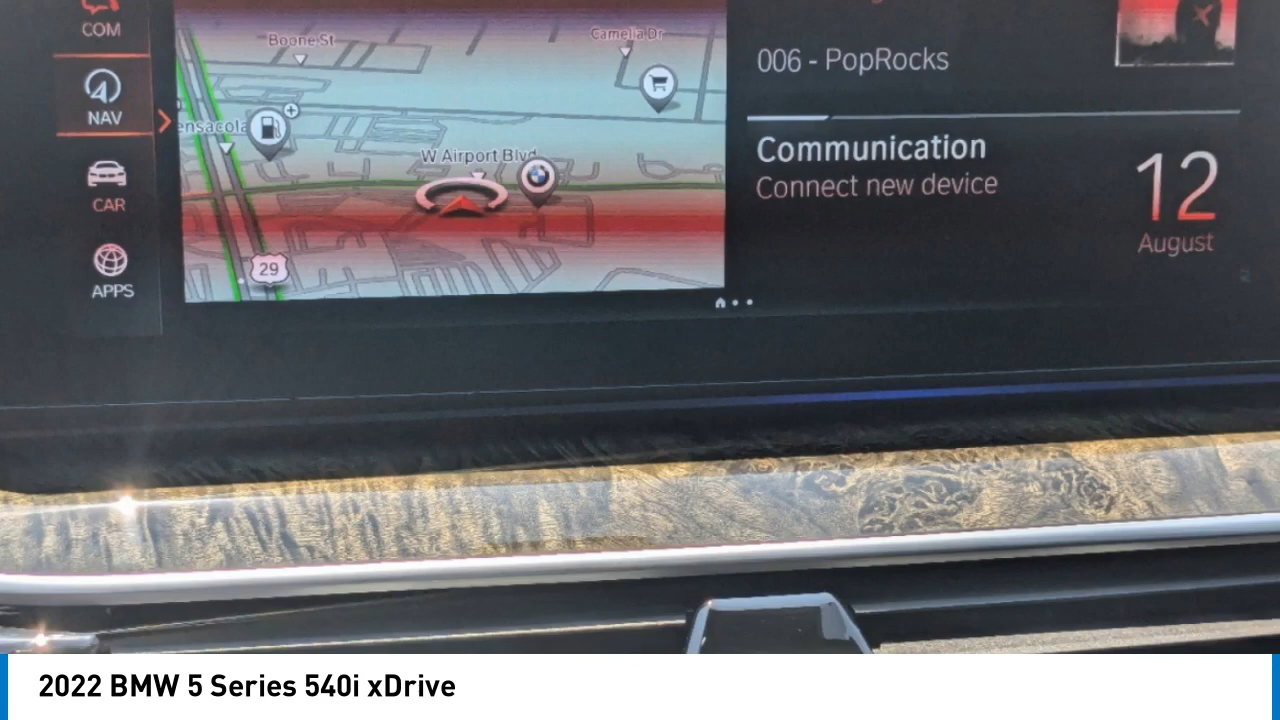 COM
NAV
CAR
APPS
Boone St
Camelia Dr
ensacola
W Airport Blvd
29
006 - PopRocks
Communication
Connect new device
12
August
2022 BMW 5 Series 540i xDrive